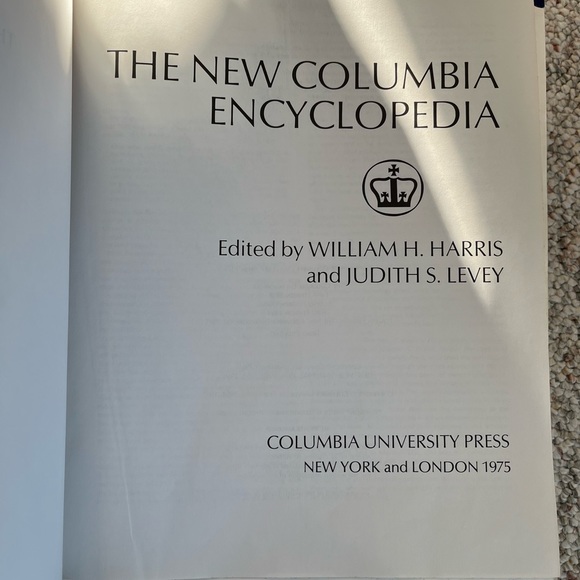 THE NEW COLUMBIA
ENCYCLOPEDIA
Edited by WILLIAM H. HARRIS
and JUDITH S. LEVEY
COLUMBIA UNIVERSITY PRESS
NEW YORK and LONDON 1975